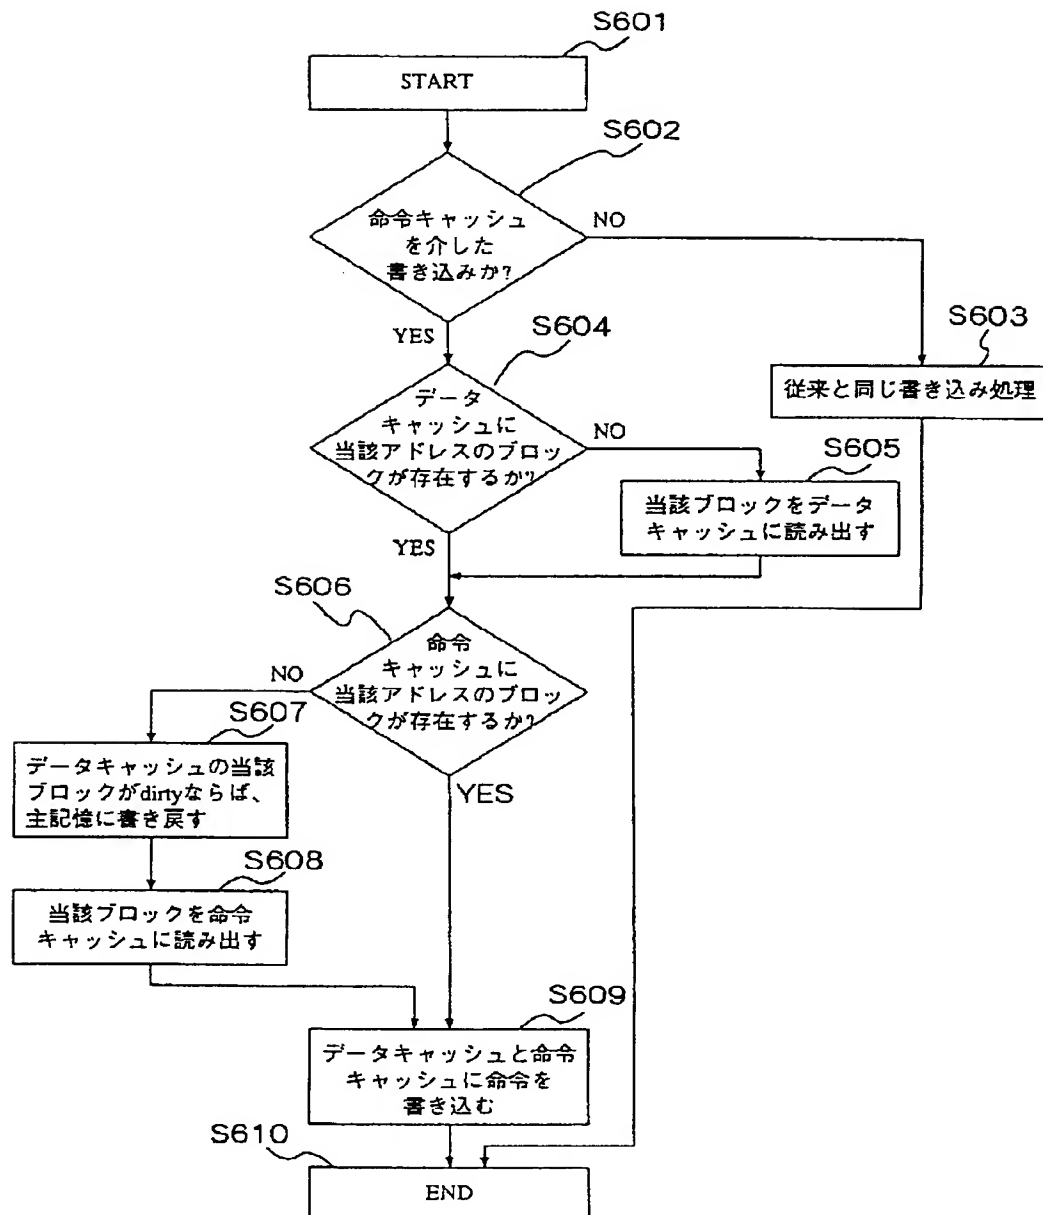 S601
START
S602
命令キャッシュ
を介した
書き込みか?
NO
YES
S603
従来と同じ書き込み処理
S604
データ
キャッシュに
当該アドレスのブロッ
クが存在するか?
NO
YES
S605
当該ブロックをデータ
キャッシュに読み出す
S606
命令
キャッシュに
当該アドレスのブロッ
クが存在するか?
NO
YES
S607
データキャッシュの当該
ブロックがdirtyならば、
主記憶に書き戻す
S608
当該ブロックを命令
キャッシュに読み出す
S609
データキャッシュと命令
キャッシュに命令を
書き込む
S610
END